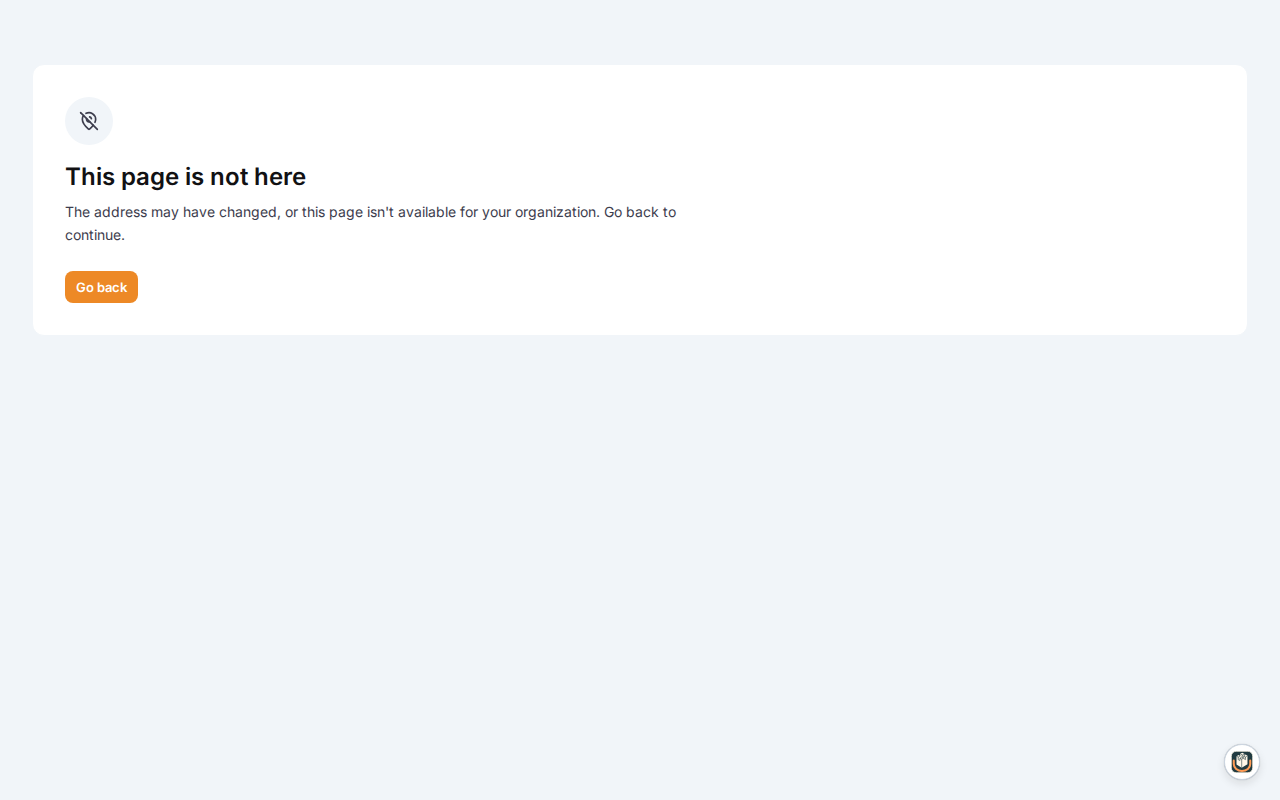 This page is not here
The address may have changed, or this page isn't available for your organization. Go back to
continue.
Go back